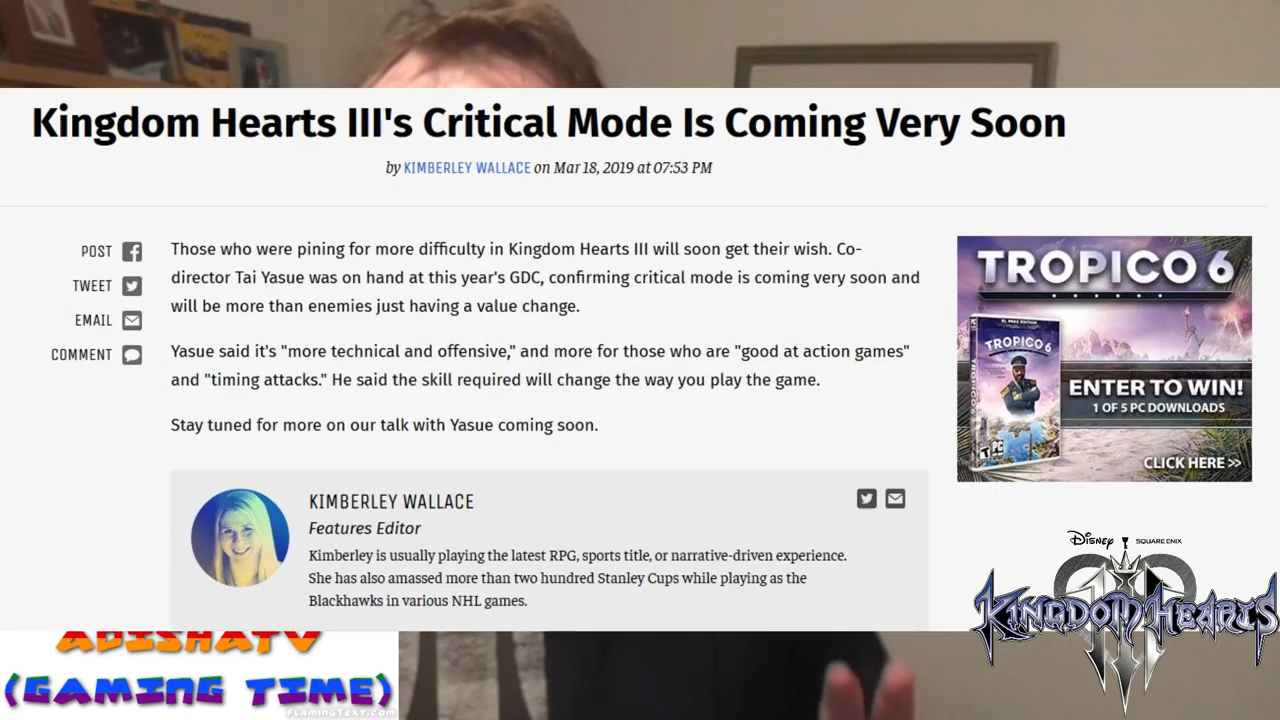 Kingdom Hearts III's Critical Mode Is Coming Very Soon
by KIMBERLEY WALLACE on Mar 18, 2019 at 07:53 PM
POST
TWEET
EMAIL
COMMENT
Those who were pining for more difficulty in Kingdom Hearts III will soon get their wish. Co-
director Tai Yasue was on hand at this year's GDC, confirming critical mode is coming very soon and
will be more than enemies just having a value change.
Yasue said it's "more technical and offensive," and more for those who are "good at action games"
and "timing attacks." He said the skill required will change the way you play the game.
Stay tuned for more on our talk with Yasue coming soon.
TROPICO 6
TROPICO 6
PC
ENTER TO WIN!
1 OF 5 PC DOWNLOADS
CLICK HERE >>
KIMBERLEY WALLACE
Features Editor
Kimberley is usually playing the latest RPG, sports title, or narrative-driven experience.
She has also amassed more than two hundred Stanley Cups while playing as the
Blackhawks in various NHL games.
Disney SQUARE ENIX
KINGDOM HEARTS
III
ADISHATV
(GAMING TIME)
FLAMINGTEXT.COM